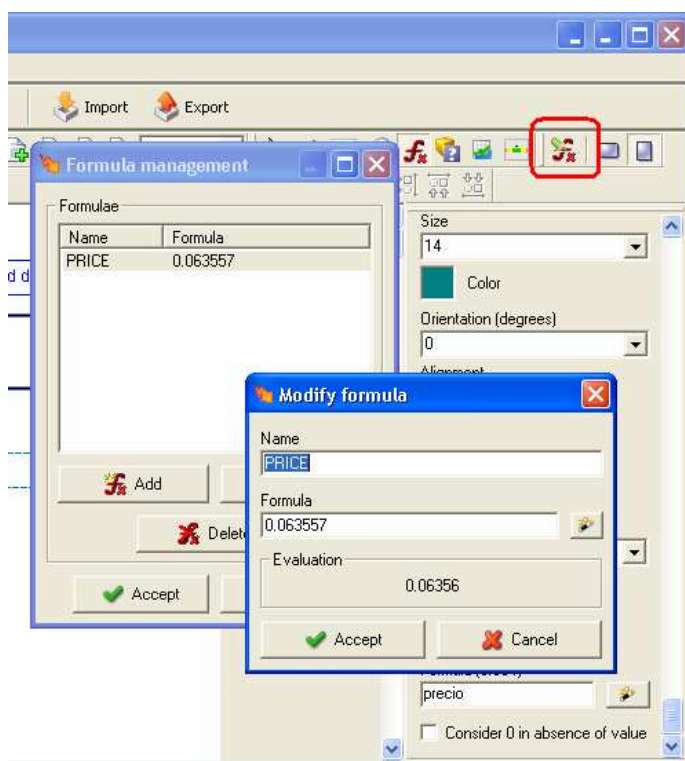 Import
Export
Formula management
Formulae
Name
Formula
PRICE
0.063557
d d
Add
Delete
Accept
Size
14
Color
Orientation (degrees)
0
Alignment
Modify formula
Name
PRICE
Formula
0.063557
Evaluation
0.06356
Accept
Cancel
precio
Consider 0 in absence of value